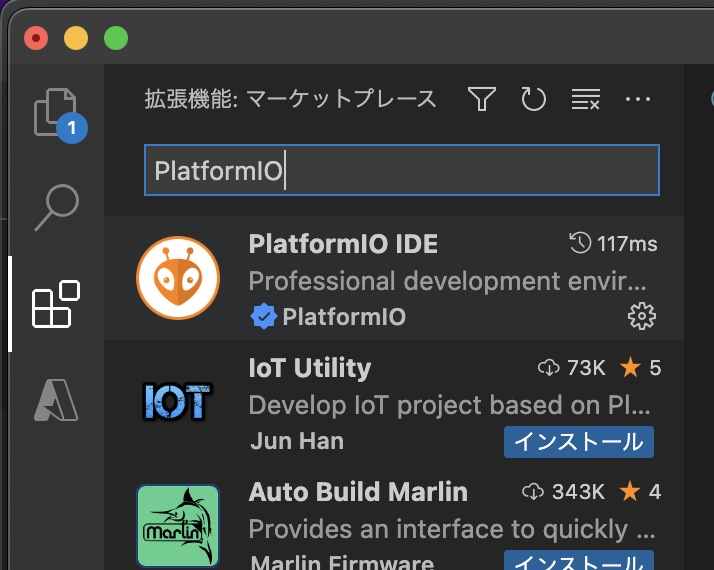 拡張機能: マーケットプレース
1
PlatformIO
PlatformIO IDE
117ms
Professional development envir...
PlatformIO
IOT
IoT Utility
73K
5
Develop IoT project based on Pl...
Jun Han
インストール
Marlin
Auto Build Marlin
343K
4
Provides an interface to quickly ...
Marlin Firmware
インストール